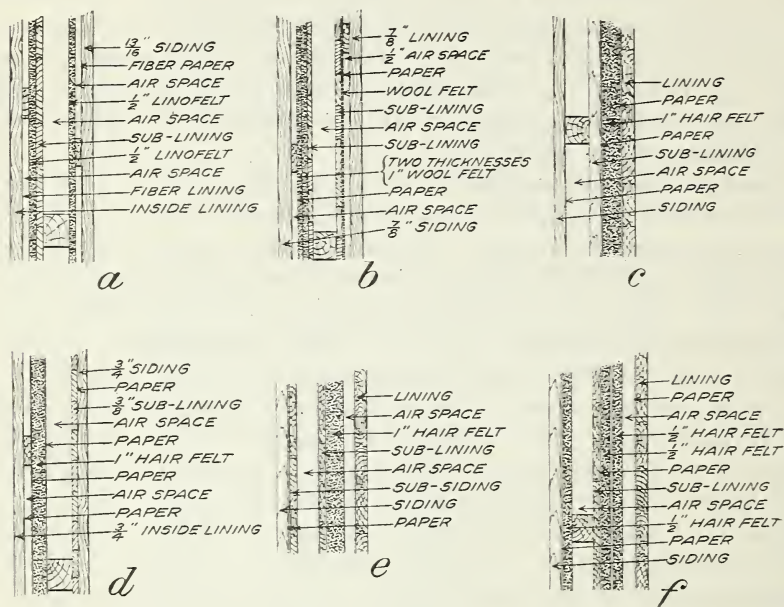 13/16" SIDING
FIBER PAPER
AIR SPACE
1/2" LINOFELT
AIR SPACE
SUB-LINING
1/2" LINOFELT
AIR SPACE
FIBER LINING
INSIDE LINING
a
7/8" LINING
1/2" AIR SPACE
PAPER
WOOL FELT
SUB-LINING
AIR SPACE
SUB-LINING
{TWO THICKNESSES
1" WOOL FELT
PAPER
AIR SPACE
7/8" SIDING
b
LINING
PAPER
1" HAIR FELT
PAPER
SUB-LINING
AIR SPACE
PAPER
SIDING
c
3/4" SIDING
PAPER
3/8" SUB-LINING
AIR SPACE
PAPER
1" HAIR FELT
PAPER
AIR SPACE
PAPER
3/4" INSIDE LINING
d
LINING
AIR SPACE
1" HAIR FELT
SUB-LINING
AIR SPACE
SUB-SIDING
SIDING
PAPER
e
LINING
PAPER
AIR SPACE
1/2" HAIR FELT
1/2" HAIR FELT
PAPER
SUB-LINING
AIR SPACE
1/2" HAIR FELT
PAPER
SIDING
f